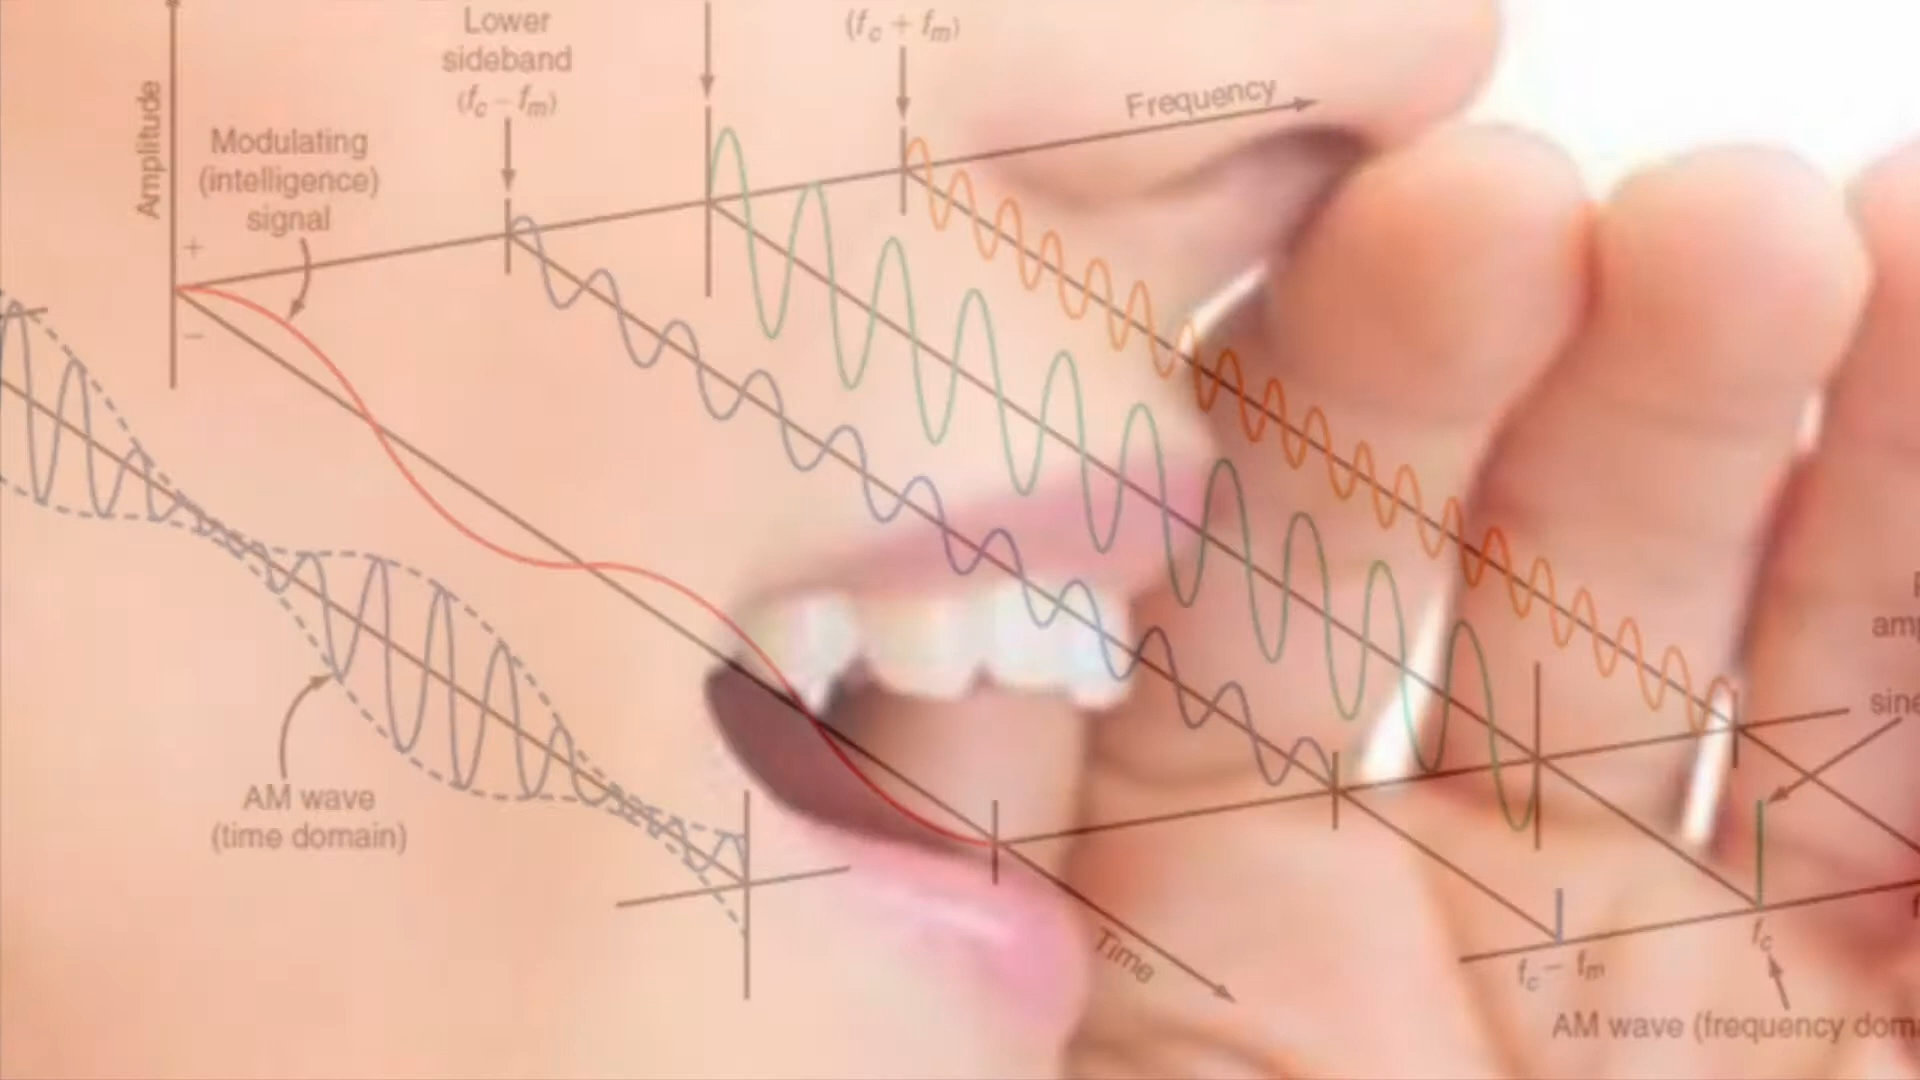 Lower
sideband
(fc − fm)
(fc + fm)
Frequency
Amplitude
Modulating
(intelligence)
signal
+
−
AM wave
(time domain)
Time
sine
fc − fm
fc
AM wave (frequency dom